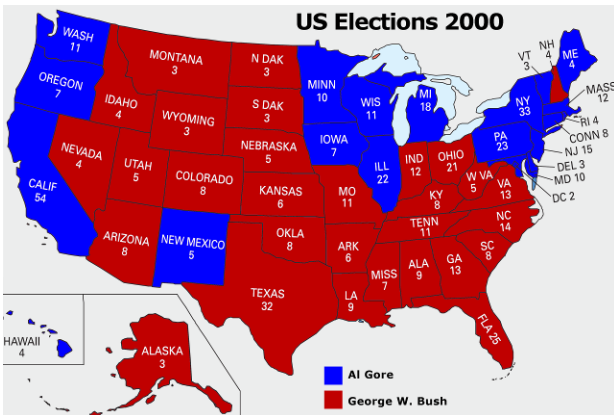 US Elections 2000
WASH
11
OREGON
7
CALIF
54
NEVADA
4
IDAHO
4
MONTANA
3
WYOMING
3
UTAH
5
ARIZONA
8
COLORADO
8
NEW MEXICO
5
N DAK
3
S DAK
3
NEBRASKA
5
KANSAS
6
OKLA
8
TEXAS
32
MINN
10
IOWA
7
MO
11
ARK
6
LA
9
WIS
11
ILL
22
MI
18
IND
12
OHIO
21
KY
8
TENN
11
MISS
7
ALA
9
GA
13
FLA 25
SC
8
NC
14
VA
13
W VA
5
PA
23
NY
33
VT
3
NH
4
ME
4
MASS
12
RI 4
CONN 8
NJ 15
DEL 3
MD 10
DC 2
HAWAII
4
ALASKA
3
Al Gore
George W. Bush